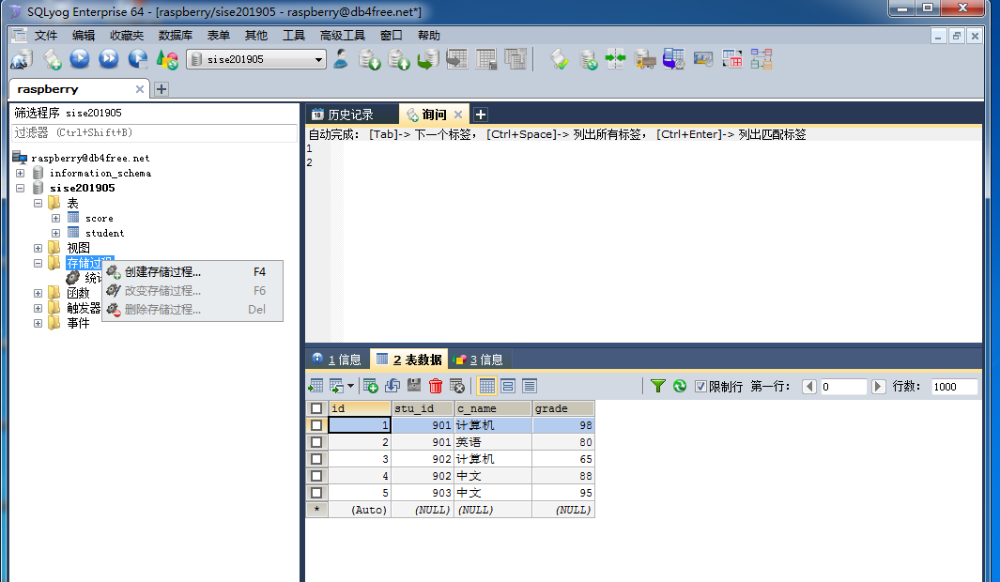 SQLyog Enterprise 64 - [raspberry/sise201905 - raspberry@db4free.net*]
文件 编辑 收藏夹 数据库 表单 其他 工具 高级工具 窗口 帮助
sise201905
raspberry
筛选程序 sise201905
过滤器 (Ctrl+Shift+B)
raspberry@db4free.net
information_schema
sise201905
表
score
student
视图
存储过程
统计
函数
触发器
事件
创建存储过程... F4
改变存储过程... F6
删除存储过程... Del
历史记录 询问
自动完成: [Tab]-> 下一个标签, [Ctrl+Space]-> 列出所有标签, [Ctrl+Enter]-> 列出匹配标签
1
2
1 信息 2 表数据 3 信息
限制行 第一行: 0 行数: 1000
id stu_id c_name grade
1 901 计算机 98
2 901 英语 80
3 902 计算机 65
4 902 中文 88
5 903 中文 95
* (Auto) (NULL) (NULL) (NULL)